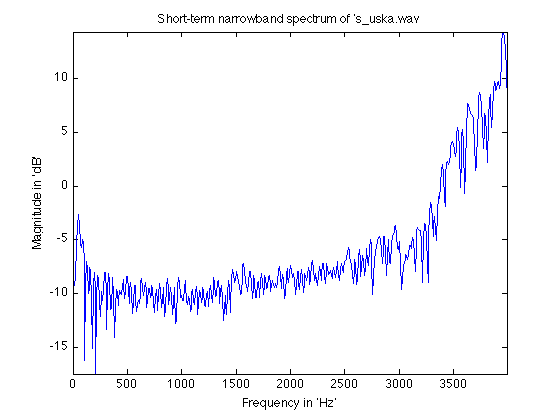 Short-term narrowband spectrum of 's_uska.wav
Magnitude in 'dB'
10
5
0
-5
-10
-15
0 500 1000 1500 2000 2500 3000 3500
Frequency in 'Hz'